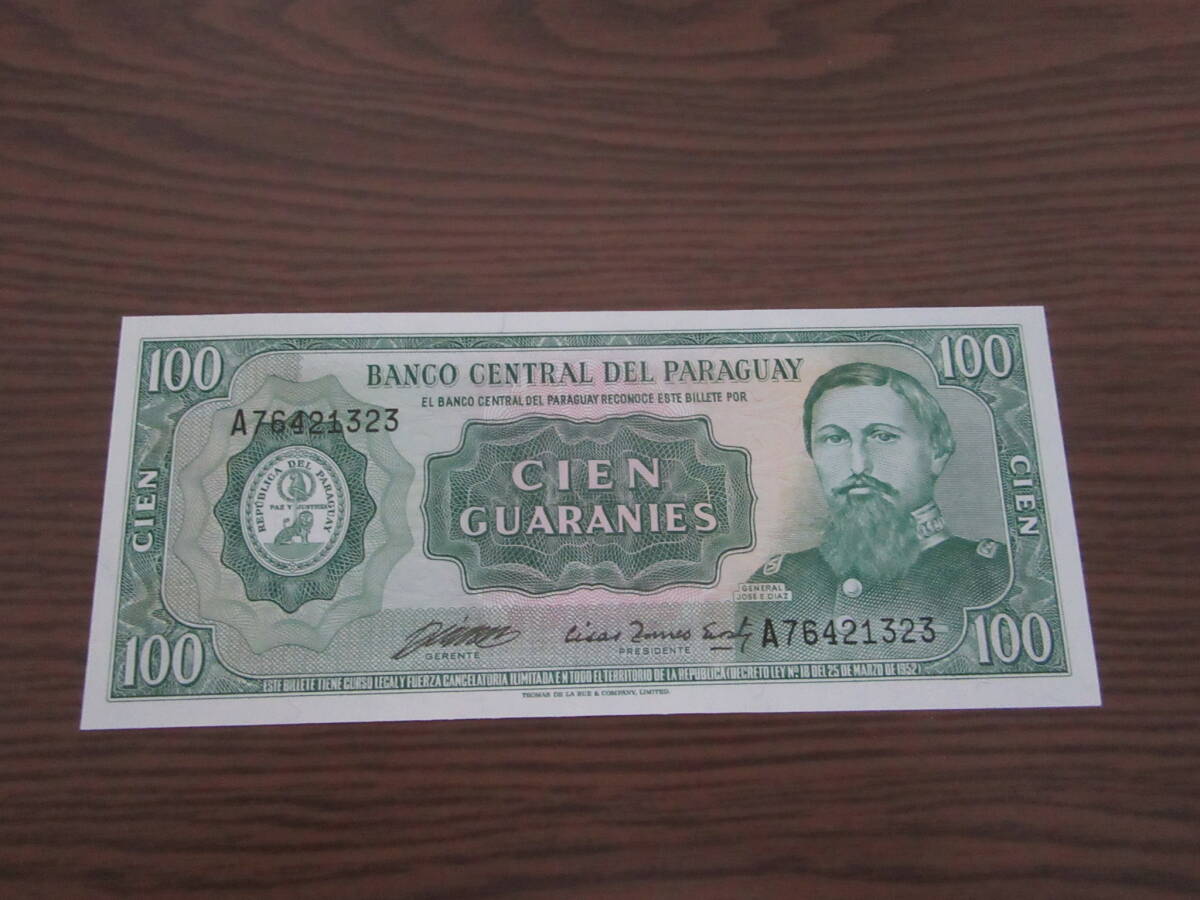 100
100
BANCO CENTRAL DEL PARAGUAY
EL BANCO CENTRAL DEL PARAGUAY RECONOCE ESTE BILLETE POR
A76421323
CIEN
GUARANIES
REPÚBLICA DEL PARAGUAY
PAZ Y JUSTICIA
CIEN
CIEN
GENERAL
JOSE E. DIAZ
GERENTE
PRESIDENTE
A76421323
100
100
ESTE BILLETE TIENE CURSO LEGAL Y FUERZA CANCELATORIA ILIMITADA EN TODO EL TERRITORIO DE LA REPUBLICA (DECRETO LEY Nº 18 DEL 25 DE MARZO DE 1952)
THOMAS DE LA RUE & COMPANY, LIMITED.